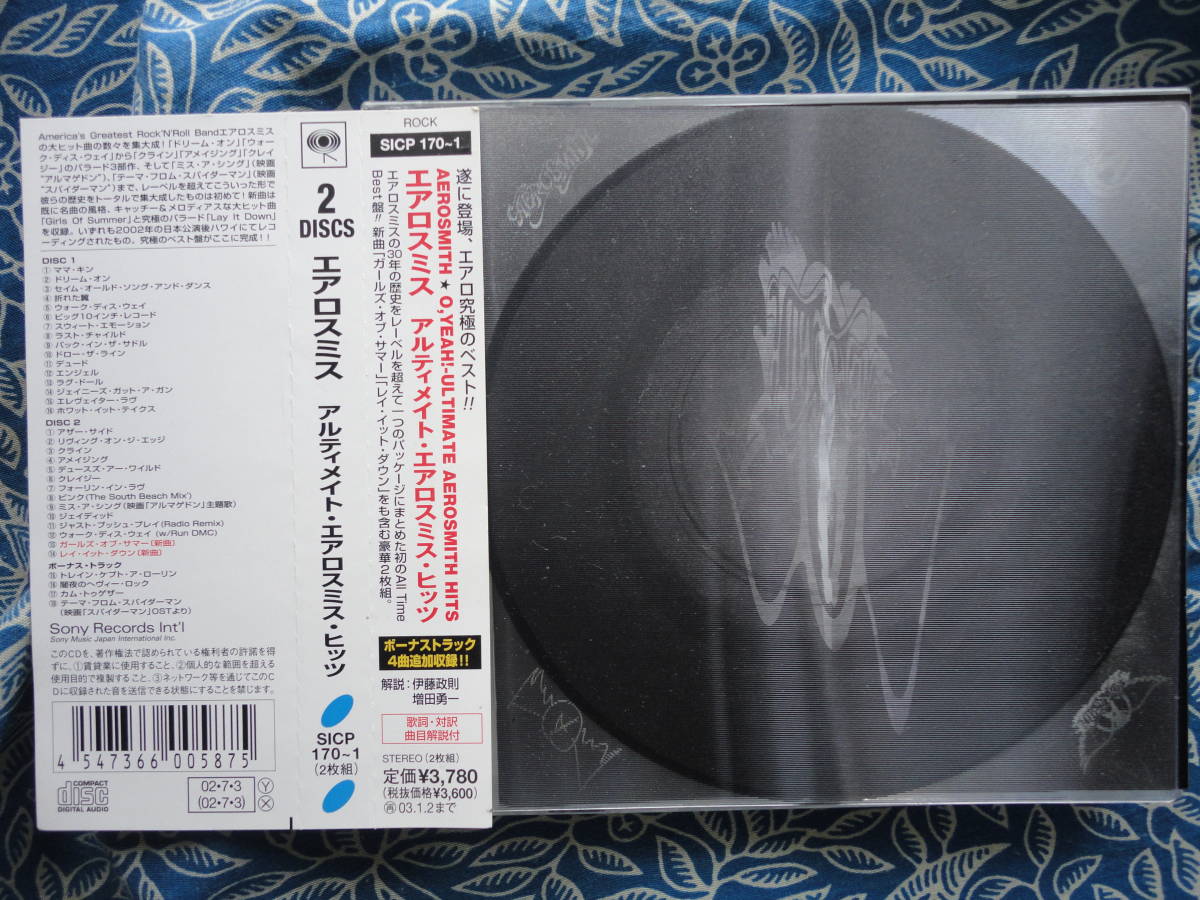 America's Greatest Rock'N'Roll Bandエアロスミス
の大ヒット曲の数々を集大成!「ドリーム・オン」「ウォー
ク・ディス・ウェイ」から「クライン」「アメイジング」「クレイ
ジー」のバラード3部作、そして「ミス・ア・シング」(映画
"アルマゲドン")、「テーマ・フロム・スパイダーマン」(映画
"スパイダーマン")まで、レーベルを超えてこういった形で
彼らの歴史をトータルで集大成したものは初めて!新曲は
既に名曲の風格、キャッチー&メロディアスな大ヒット曲
「Girls Of Summer」と究極のバラード「Lay It Down」
を収録。いずれも2002年の日本公演後ハワイにてレコ
ーディングされたもの。究極のベスト盤がここに完成!!
DISC 1
① ママ・キン
② ドリーム・オン
③ セイム・オールド・ソング・アンド・ダンス
④ 折れた翼
⑤ ウォーク・ディス・ウェイ
⑥ ビッグ10インチ・レコード
⑦ スウィート・エモーション
⑧ ラスト・チャイルド
⑨ バック・イン・ザ・サドル
⑩ ドロー・ザ・ライン
⑪ デュード
⑫ エンジェル
⑬ ラグ・ドール
⑭ ジェイニーズ・ガット・ア・ガン
⑮ エレヴェイター・ラヴ
⑯ ホワット・イット・テイクス
DISC 2
① アザー・サイド
② リヴィング・オン・ジ・エッジ
③ クライン
④ アメイジング
⑤ デュースズ・アー・ワイルド
⑥ クレイジー
⑦ フォーリン・イン・ラヴ
⑧ ピンク(The South Beach Mix')
⑨ ミス・ア・シング(映画「アルマゲドン」主題歌)
⑩ ジェイディッド
⑪ ジャスト・プッシュ・プレイ(Radio Remix)
⑫ ウォーク・ディス・ウェイ (w/Run DMC)
⑬ ガールズ・オブ・サマー(新曲)
⑭ レイ・イット・ダウン(新曲)
ボーナス・トラック
⑮ トレイン・ケプト・ア・ローリン
⑯ 闇夜のヘヴィー・ロック
⑰ カム・トゥゲザー
⑱ テーマ・フロム・スパイダーマン
(映画「スパイダーマン」OSTより)
Sony Records Int'l
Sony Music Japan International Inc.
このCDを、著作権法で認められている権利者の許諾を得
ずに、①賃貸業に使用すること、②個人的な範囲を超える
使用目的で複製すること、③ネットワーク等を通じてこのC
Dに収録された音を送信できる状態にすることを禁じます。
4 547366 005875
COMPACT
disc
DIGITAL AUDIO
02・7・3 Ⓨ
(02・7・3) Ⓧ
2
DISCS
エアロスミス アルティメイト・エアロスミス・ヒッツ
SICP
170~1
(2枚組)
ROCK
SICP 170~1
遂に登場、エアロ究極のベスト!!
AEROSMITH ★ O,YEAH!-ULTIMATE AEROSMITH HITS
エアロスミス アルティメイト・エアロスミス・ヒッツ
エアロスミスの30年の歴史をレーベルを超えて一つのパッケージにまとめた初のAll Time
Best盤!!新曲「ガールズ・オブ・サマー」「レイ・イット・ダウン」をも含む豪華2枚組。
ボーナストラック
4曲追加収録!!
解説:伊藤政則
増田勇一
歌詞・対訳
曲目解説付
STEREO (2枚組)
定価¥3,780
(税抜価格¥3,600)
㋳03.1.2まで
AEROSMITH